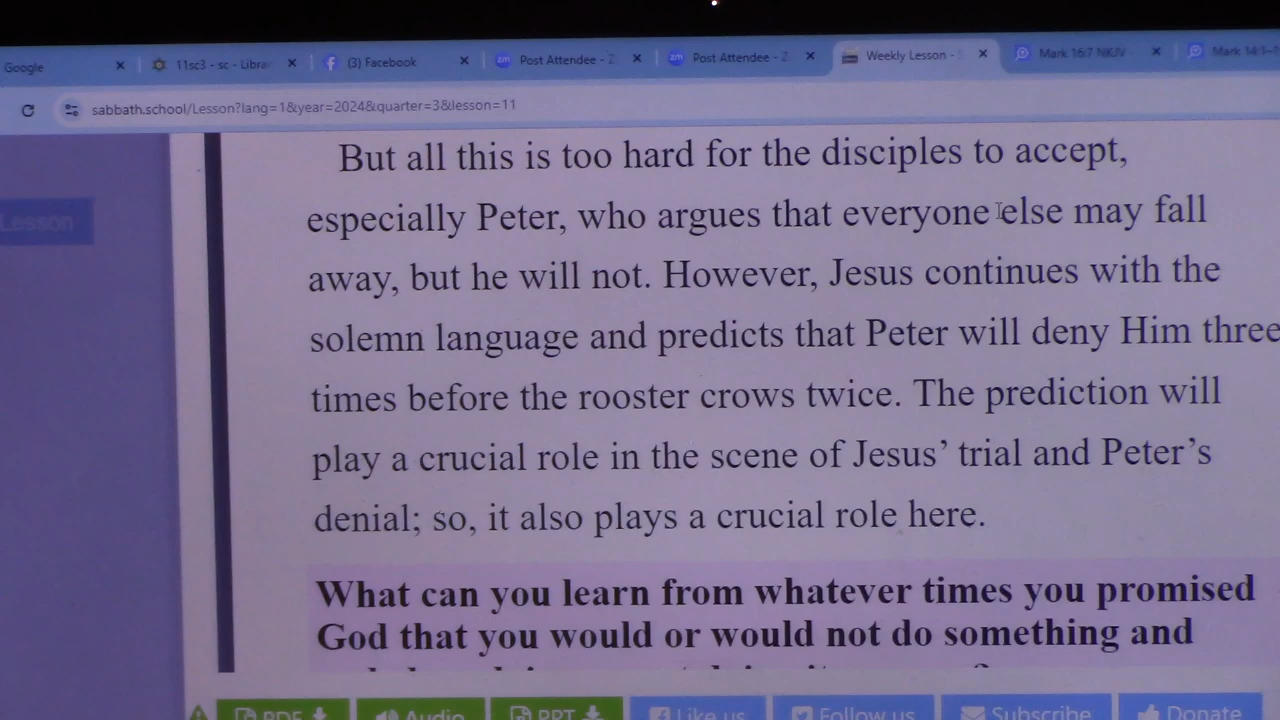 Google
11sc3 - sc - Libra
(3) Facebook
zm Post Attendee - Z
zm Post Attendee - Z
Weekly Lesson - S
Mark 16:7 NKJV
Mark 14:1-
sabbath.school/Lesson?lang=1&year=2024&quarter=3&lesson=11
Lesson
But all this is too hard for the disciples to accept,
especially Peter, who argues that everyone else may fall
away, but he will not. However, Jesus continues with the
solemn language and predicts that Peter will deny Him three
times before the rooster crows twice. The prediction will
play a crucial role in the scene of Jesus’ trial and Peter’s
denial; so, it also plays a crucial role here.
What can you learn from whatever times you promised
God that you would or would not do something and
PDF
Audio
PPT
Like us
Follow us
Subscribe
Donate